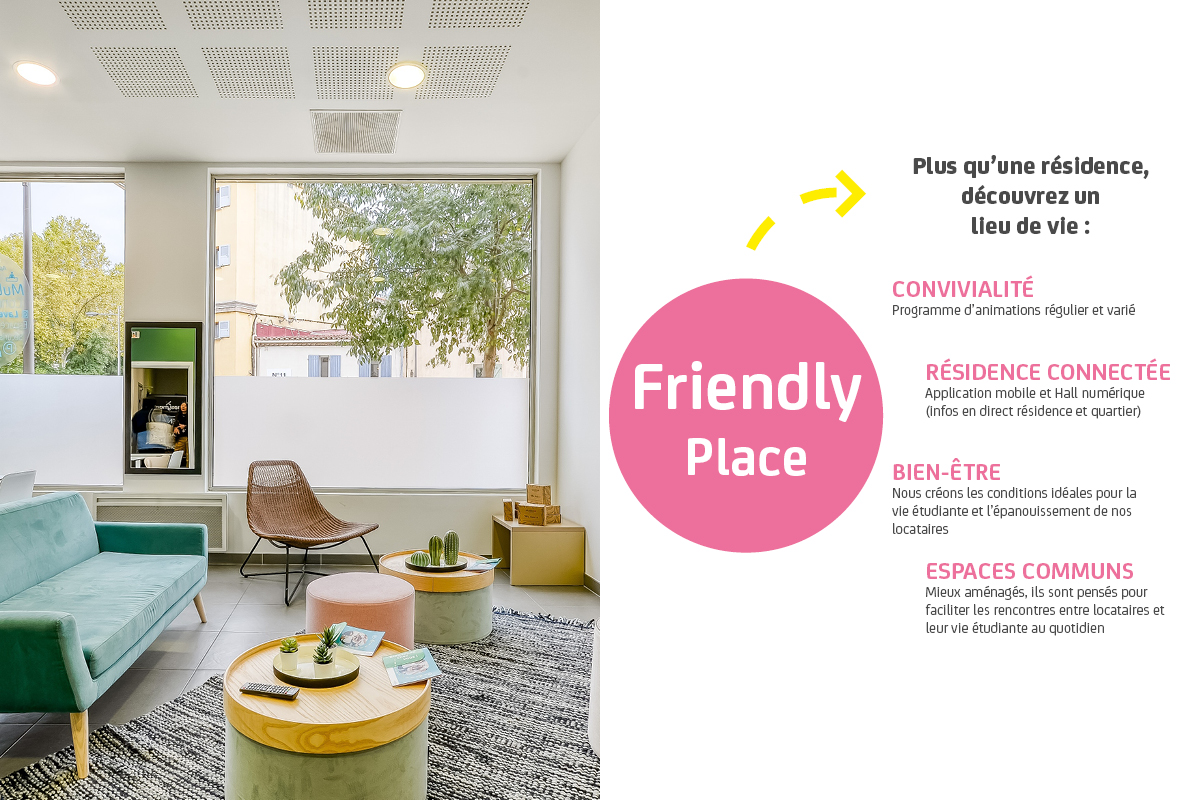 Friendly
Place
Plus qu’une résidence,
découvrez un
lieu de vie :
CONVIVIALITÉ
Programme d’animations régulier et varié
RÉSIDENCE CONNECTÉE
Application mobile et Hall numérique
(Infos en direct résidence et quartier)
BIEN-ÊTRE
Nous créons les conditions idéales pour la
vie étudiante et l’épanouissement de nos
locataires
ESPACES COMMUNS
Mieux aménagés, ils sont pensés pour
faciliter les rencontres entre locataires et
leur vie étudiante au quotidien